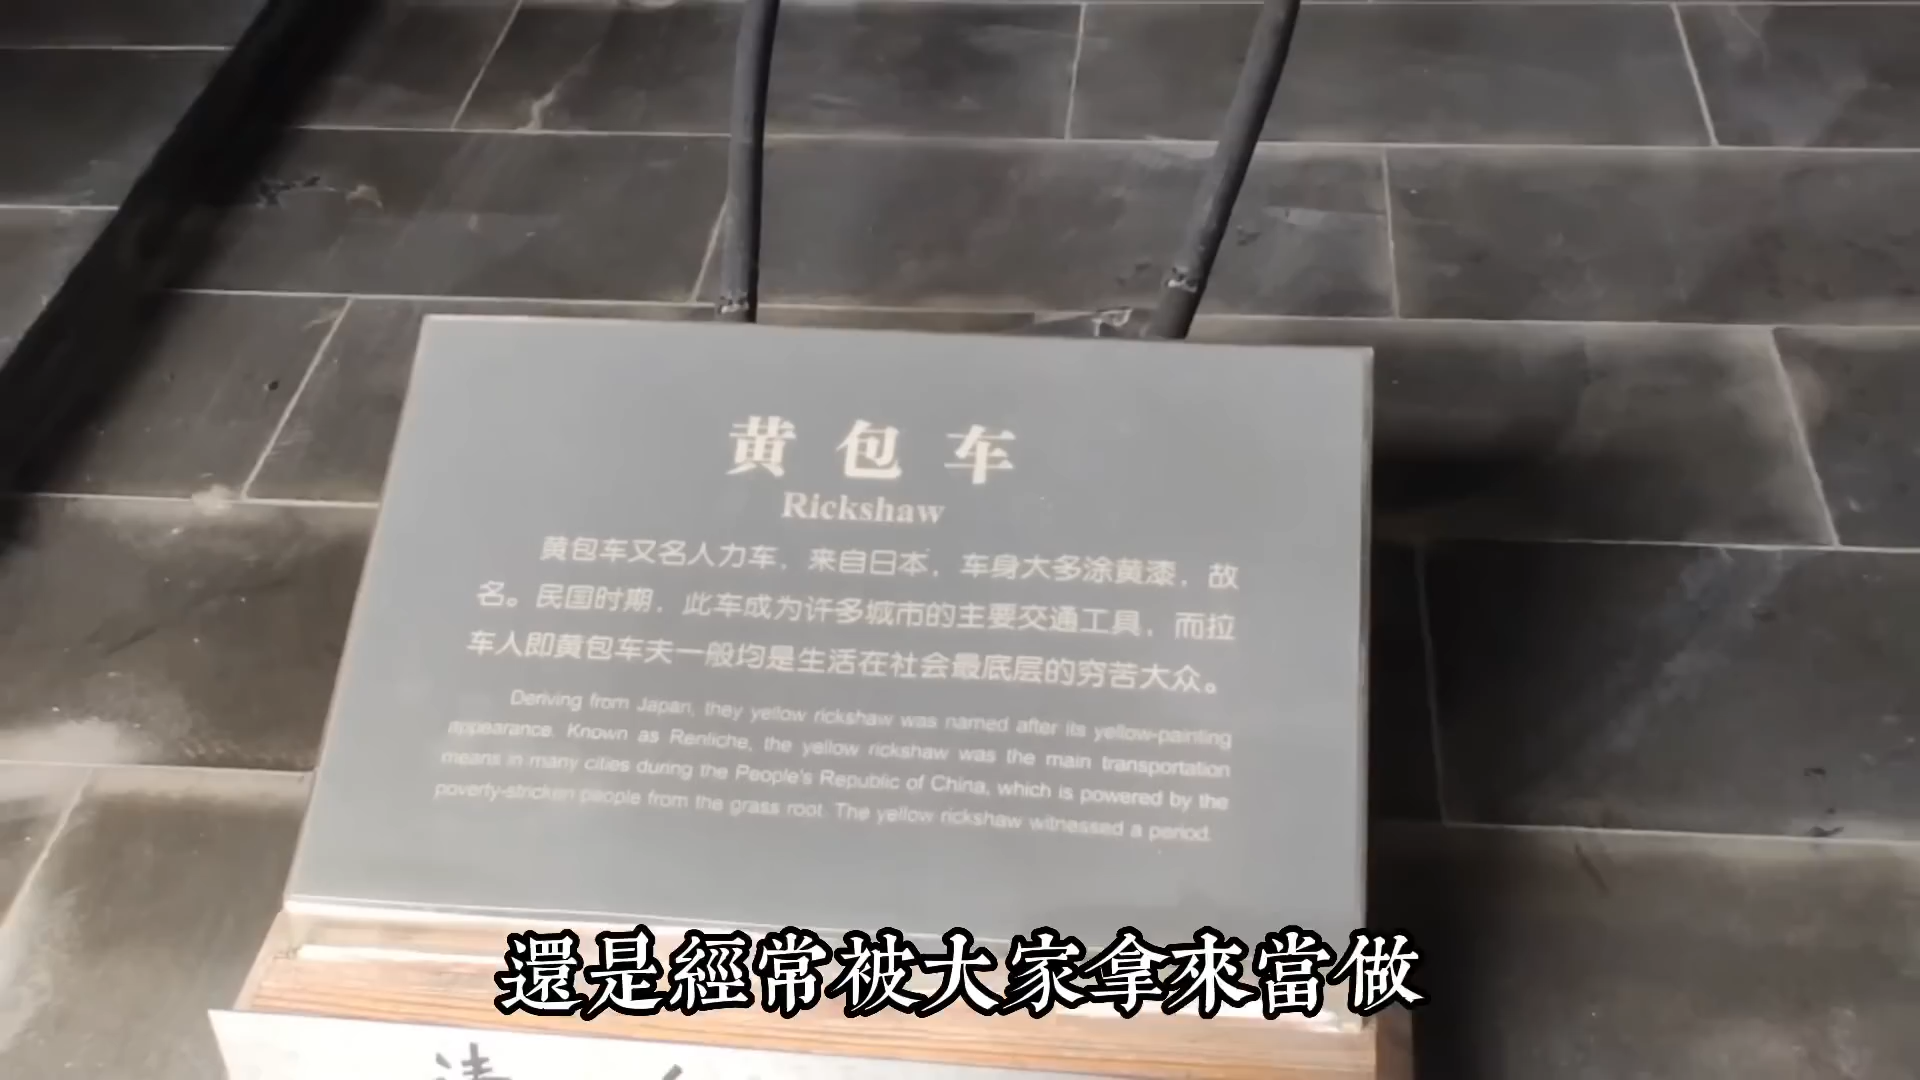 黄包车
Rickshaw
黄包车又名人力车，来自日本，车身大多涂黄漆，故
名。民国时期，此车成为许多城市的主要交通工具，而拉
车人即黄包车夫一般均是生活在社会最底层的穷苦大众。
Deriving from Japan, they yellow rickshaw was named after its yellow-painting
appearance. Known as Renliche, the yellow rickshaw was the main transportation
means in many cities during the People's Republic of China, which is powered by the
poverty-stricken people from the grass root. The yellow rickshaw witnessed a period.
還是經常被大家拿來當做